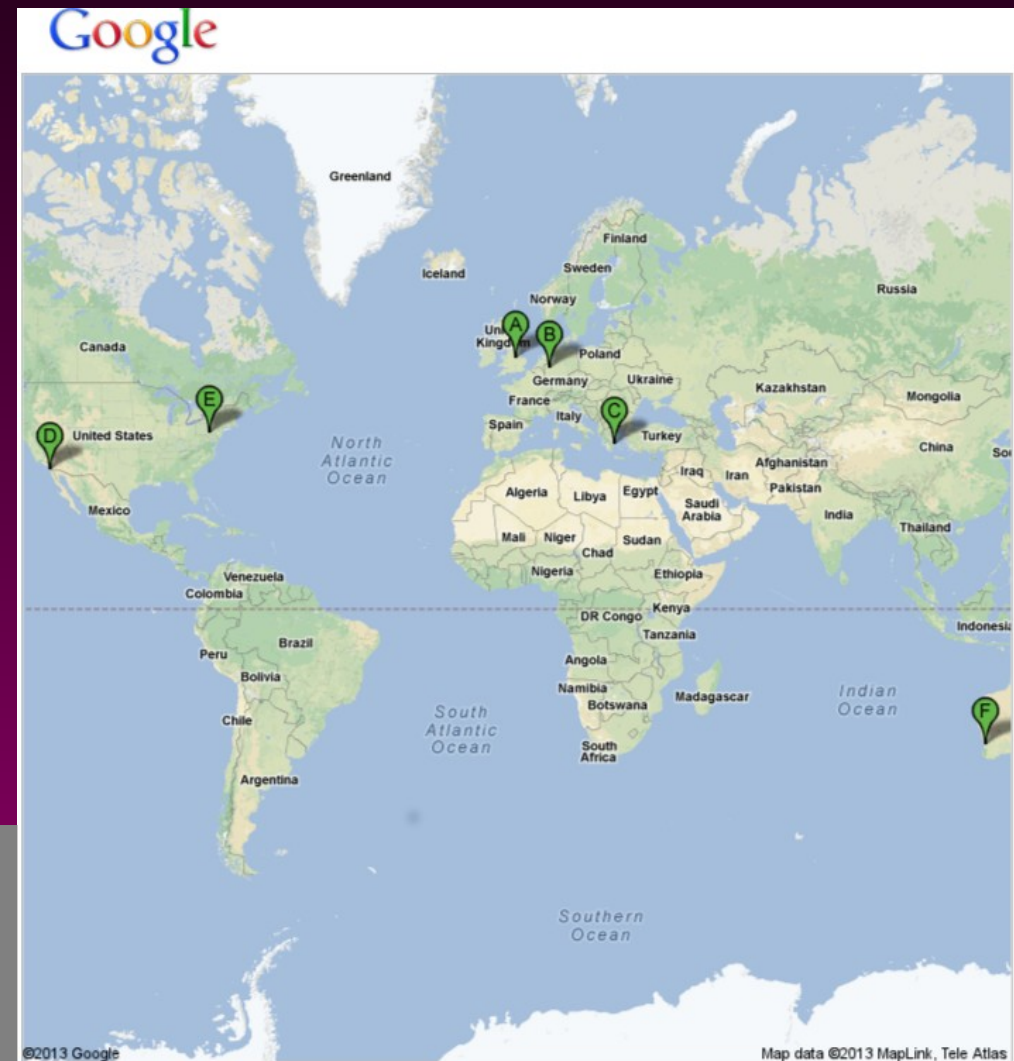 Google
Greenland
Finland
Iceland
Sweden
Russia
Norway
A
Uni
Kingdom
B
Canada
Poland
Germany
Ukraine
Kazakhstan
Mongolia
E
France
C
Italy
D
United States
Spain
Turkey
China
North
Atlantic
Ocean
Iraq
Iran
Afghanistan
Pakistan
Algeria
Libya
Egypt
Saudi
Arabia
Mexico
India
Thailand
Mali
Niger
Chad
Sudan
Nigeria
Ethiopia
Venezuela
Colombia
DR Congo
Kenya
Indonesia
Tanzania
Brazil
Peru
Bolivia
Angola
Namibia
Botswana
Madagascar
Indian
Ocean
F
Chile
South
Atlantic
Ocean
South
Africa
Argentina
Southern
Ocean
©2013 Google
Map data ©2013 MapLink, Tele Atlas